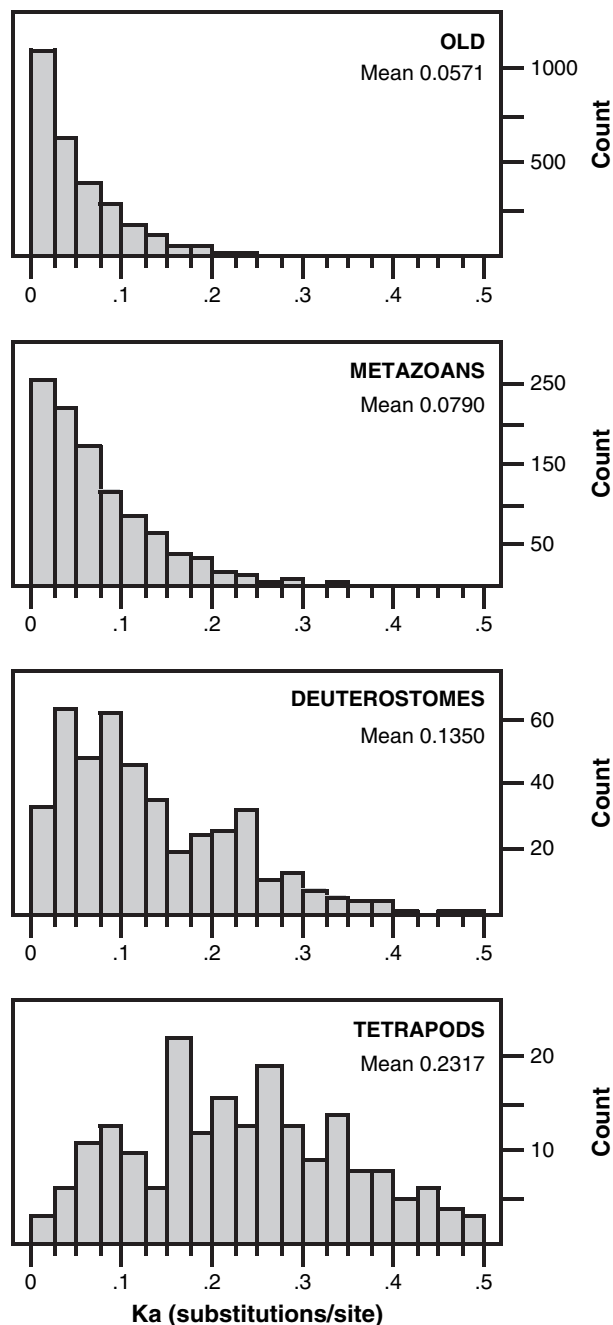 OLD
Mean 0.0571
1000
500
Count
0 .1 .2 .3 .4 .5
METAZOANS
Mean 0.0790
250
150
50
Count
0 .1 .2 .3 .4 .5
DEUTEROSTOMES
Mean 0.1350
60
40
20
Count
0 .1 .2 .3 .4 .5
TETRAPODS
Mean 0.2317
20
10
Count
0 .1 .2 .3 .4 .5
Ka (substitutions/site)